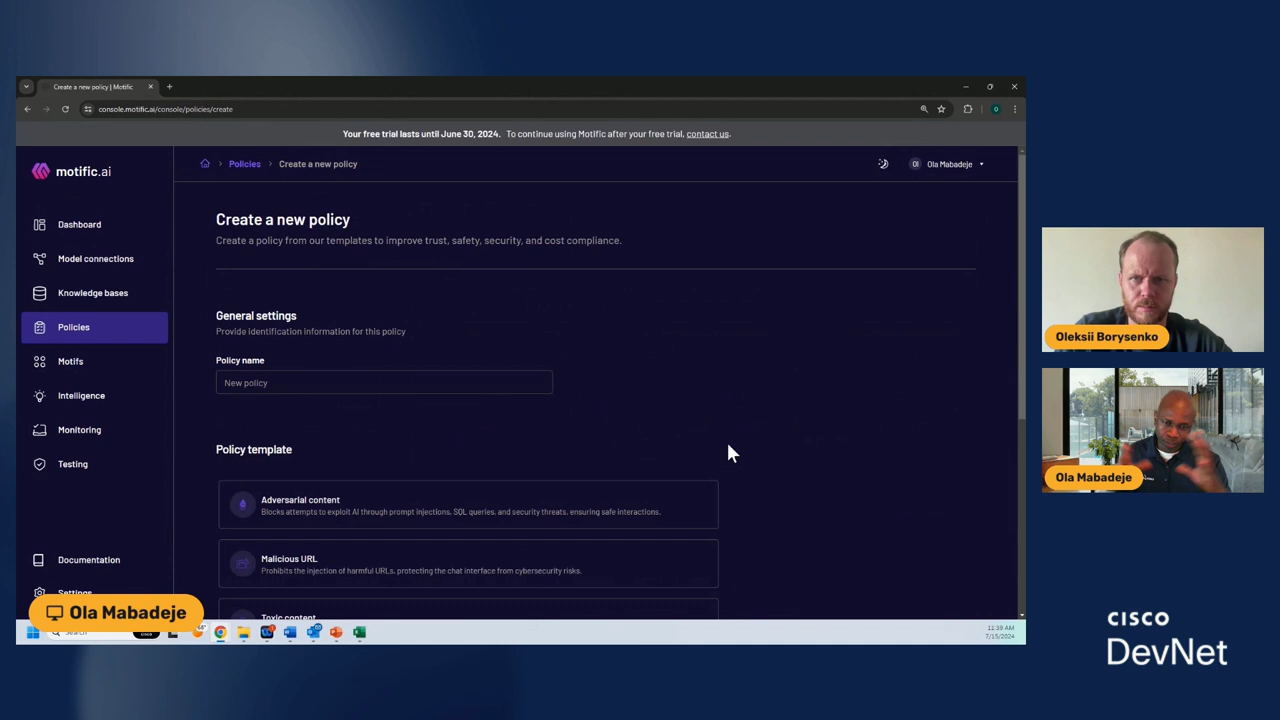 Create a new policy | Motific
console.motific.ai/console/policies/create
Your free trial lasts until June 30, 2024. To continue using Motific after your free trial, contact us.
motific.ai
Policies > Create a new policy
OI Ola Mabadeje
Dashboard
Model connections
Knowledge bases
Policies
Motifs
Intelligence
Monitoring
Testing
Documentation
Settings
Create a new policy
Create a policy from our templates to improve trust, safety, security, and cost compliance.
General settings
Provide identification information for this policy
Policy name
New policy
Policy template
Adversarial content
Blocks attempts to exploit AI through prompt injections, SQL queries, and security threats, ensuring safe interactions.
Malicious URL
Prohibits the injection of harmful URLs, protecting the chat interface from cybersecurity risks.
Toxic content
Ola Mabadeje
Search
11:39 AM
7/15/2024
Oleksii Borysenko
Ola Mabadeje
CISCO
DevNet